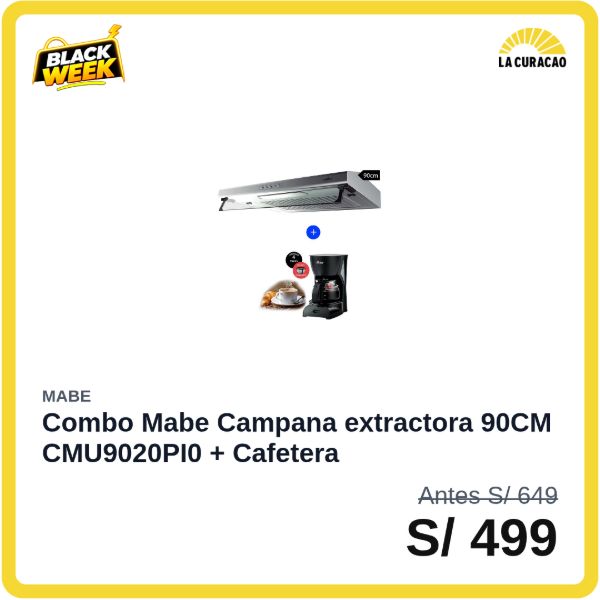 BLACK
WEEK
LA CURACAO
90cm
+
MABE
Combo Mabe Campana extractora 90CM
CMU9020PI0 + Cafetera
Antes S/ 649
S/ 499